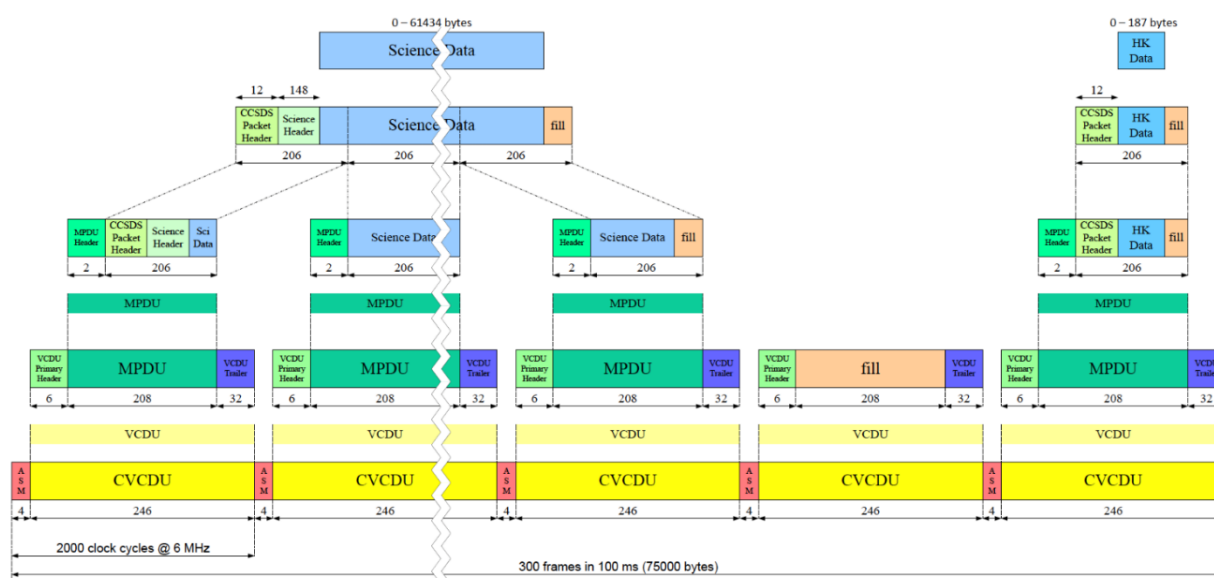 0 – 61434 bytes
0 – 187 bytes
Science Data
HK
Data
12
148
12
CCSDS
Packet
Header
Science
Header
Science Data
fill
CCSDS
Packet
Header
HK
Data
fill
206
206
206
206
MPDU
Header
CCSDS
Packet
Header
Science
Header
Sci
Data
MPDU
Header
Science Data
MPDU
Header
Science Data
fill
MPDU
Header
CCSDS
Packet
Header
HK
Data
fill
2
206
2
206
2
206
2
206
MPDU
MPDU
MPDU
MPDU
VCDU
Primary
Header
MPDU
VCDU
Trailer
VCDU
Primary
Header
MPDU
VCDU
Trailer
VCDU
Primary
Header
MPDU
VCDU
Trailer
VCDU
Primary
Header
fill
VCDU
Trailer
VCDU
Primary
Header
MPDU
VCDU
Trailer
6
208
32
6
208
32
6
208
32
6
208
32
6
208
32
VCDU
VCDU
VCDU
VCDU
VCDU
A
S
M
CVCDU
A
S
M
CVCDU
A
S
M
CVCDU
A
S
M
CVCDU
A
S
M
CVCDU
4
246
4
246
4
246
4
246
4
246
2000 clock cycles @ 6 MHz
300 frames in 100 ms (75000 bytes)